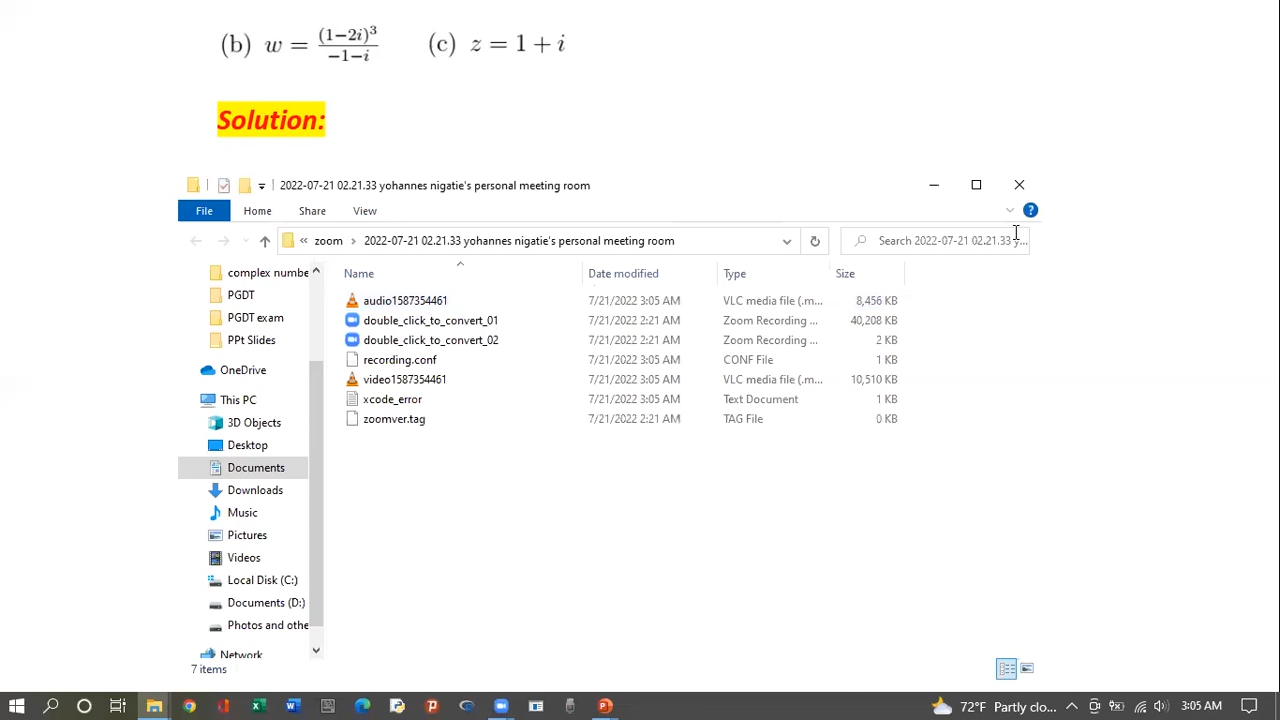 (b) w = (1−2i)³/−1−i (c) z = 1 + i
Solution:
2022-07-21 02.21.33 yohannes nigatie's personal meeting room
File Home Share View
« zoom > 2022-07-21 02.21.33 yohannes nigatie's personal meeting room
Search 2022-07-21 02.21.33 y...
Name Date modified Type Size
audio1587354461 7/21/2022 3:05 AM VLC media file (.m... 8,456 KB
double_click_to_convert_01 7/21/2022 2:21 AM Zoom Recording ... 40,208 KB
double_click_to_convert_02 7/21/2022 2:21 AM Zoom Recording ... 2 KB
recording.conf 7/21/2022 3:05 AM CONF File 1 KB
video1587354461 7/21/2022 3:05 AM VLC media file (.m... 10,510 KB
xcode_error 7/21/2022 3:05 AM Text Document 1 KB
zoomver.tag 7/21/2022 2:21 AM TAG File 0 KB
complex numbe
PGDT
PGDT exam
PPt Slides
OneDrive
This PC
3D Objects
Desktop
Documents
Downloads
Music
Pictures
Videos
Local Disk (C:)
Documents (D:)
Photos and othe
Network
7 items
72°F Partly clo... 3:05 AM